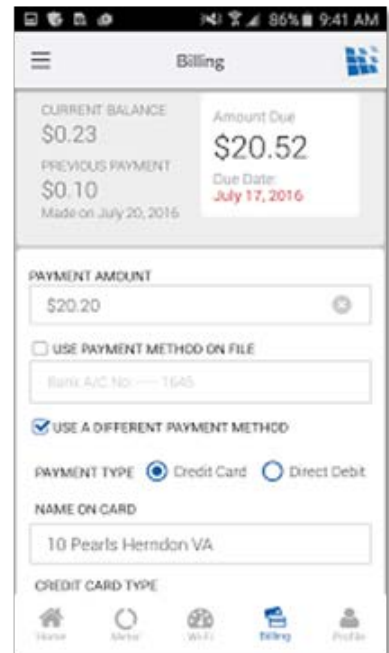 86% 9:41 AM
Billing
CURRENT BALANCE
$0.23
PREVIOUS PAYMENT
$0.10
Made on July 20, 2016
Amount Due
$20.52
Due Date:
July 17, 2016
PAYMENT AMOUNT
$20.20
USE PAYMENT METHOD ON FILE
Bank A/C No ---- 1645
USE A DIFFERENT PAYMENT METHOD
PAYMENT TYPE Credit Card Direct Debit
NAME ON CARD
10 Pearls Herndon VA
CREDIT CARD TYPE
Home Meter Wi-Fi Billing Profile